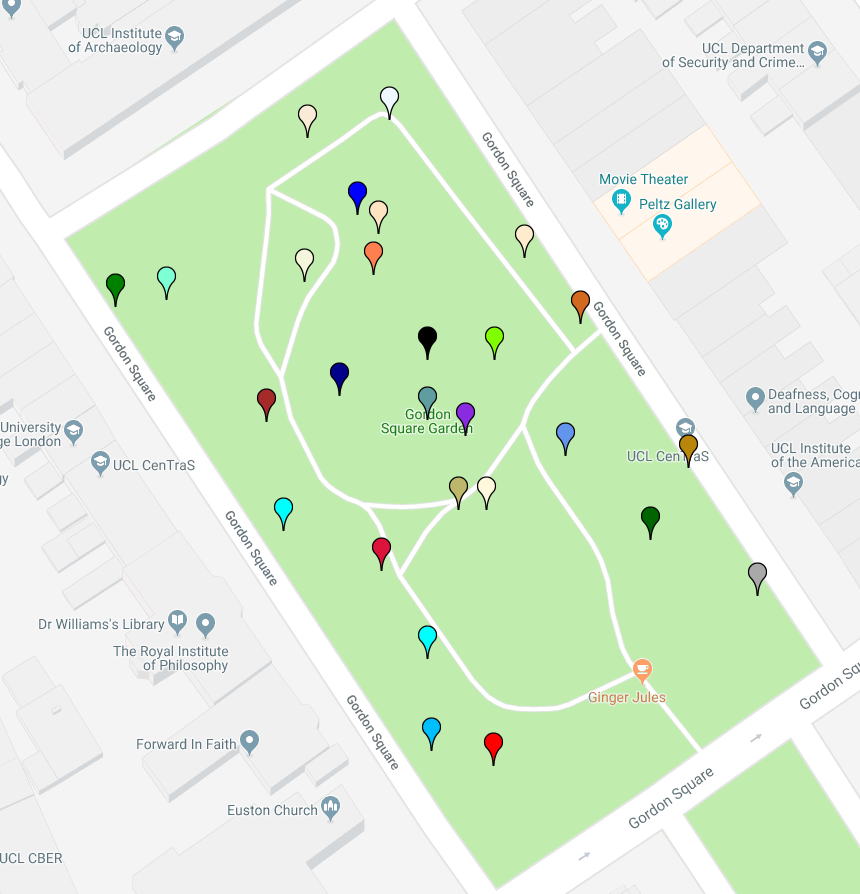 UCL Institute
of Archaeology
UCL Department
of Security and Crime...
Gordon Square
Movie Theater
Peltz Gallery
Gordon Square
Gordon Square
Deafness, Cogn
and Language
Gordon
Square Garden
University
ge London
UCL CenTraS
UCL CenTraS
UCL Institute
of the America
gy
Gordon Square
Dr Williams's Library
The Royal Institute
of Philosophy
Gordon Squ
Ginger Jules
Gordon Square
Forward In Faith
Gordon Square
Euston Church
UCL CBER